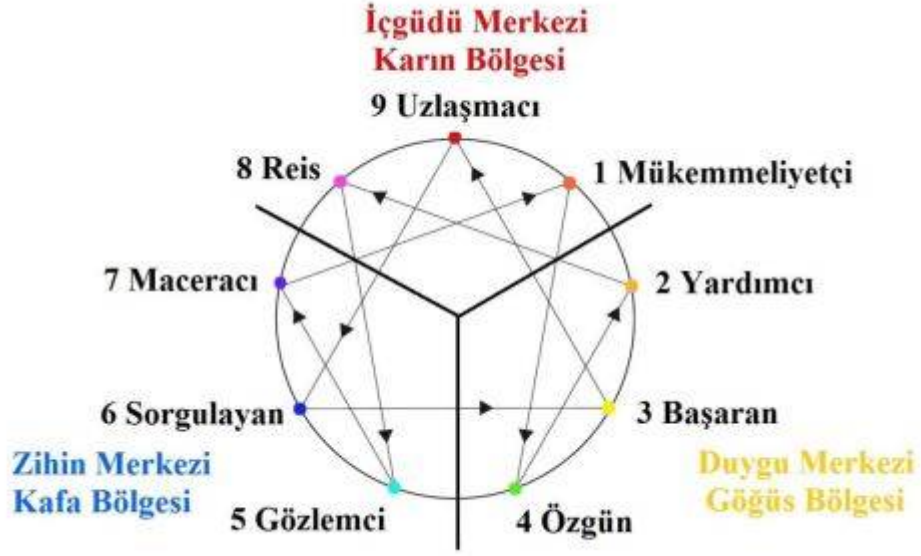 İçgüdü Merkezi
Karın Bölgesi
9 Uzlaşmacı
8 Reis
1 Mükemmeliyetçi
7 Maceracı
2 Yardımcı
6 Sorgulayan
3 Başaran
Zihin Merkezi
Kafa Bölgesi
Duygu Merkezi
Göğüs Bölgesi
5 Gözlemci
4 Özgün